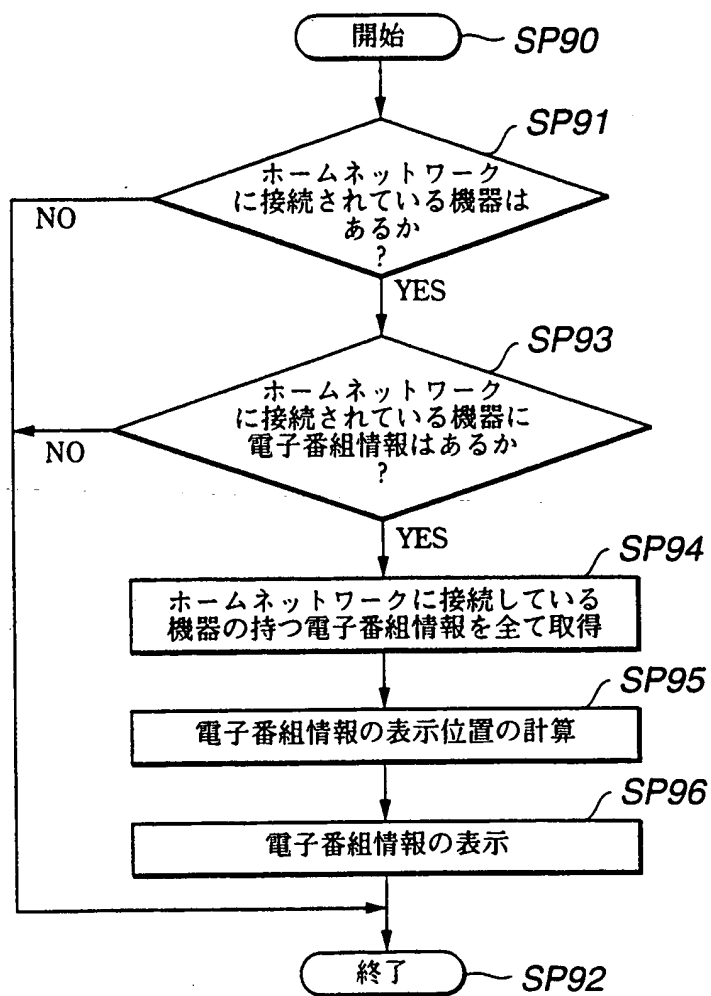 開始
SP90
SP91
ホームネットワーク
に接続されている機器は
あるか
?
NO
YES
SP93
ホームネットワーク
に接続されている機器に
電子番組情報はあるか
?
NO
YES
SP94
ホームネットワークに接続している
機器の持つ電子番組情報を全て取得
SP95
電子番組情報の表示位置の計算
SP96
電子番組情報の表示
終了
SP92